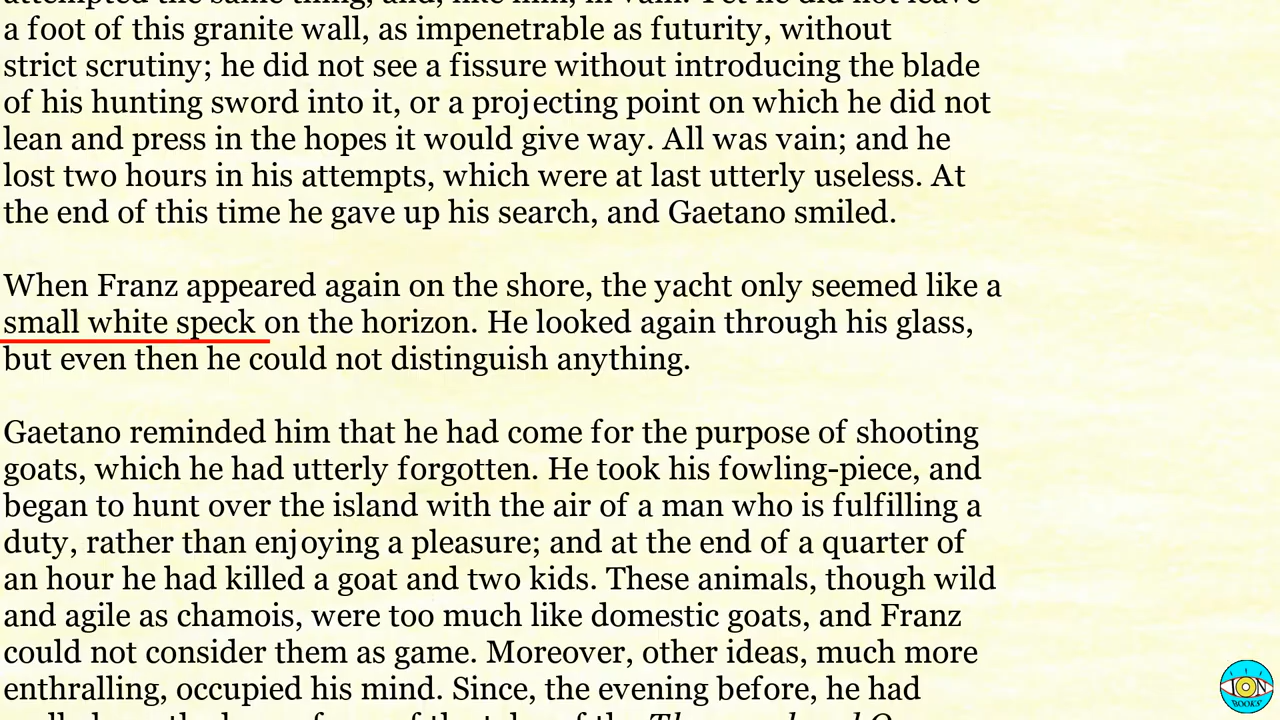 a foot of this granite wall, as impenetrable as futurity, without
strict scrutiny; he did not see a fissure without introducing the blade
of his hunting sword into it, or a projecting point on which he did not
lean and press in the hopes it would give way. All was vain; and he
lost two hours in his attempts, which were at last utterly useless. At
the end of this time he gave up his search, and Gaetano smiled.
When Franz appeared again on the shore, the yacht only seemed like a
small white speck on the horizon. He looked again through his glass,
but even then he could not distinguish anything.
Gaetano reminded him that he had come for the purpose of shooting
goats, which he had utterly forgotten. He took his fowling-piece, and
began to hunt over the island with the air of a man who is fulfilling a
duty, rather than enjoying a pleasure; and at the end of a quarter of
an hour he had killed a goat and two kids. These animals, though wild
and agile as chamois, were too much like domestic goats, and Franz
could not consider them as game. Moreover, other ideas, much more
enthralling, occupied his mind. Since, the evening before, he had
ION
BOOKS